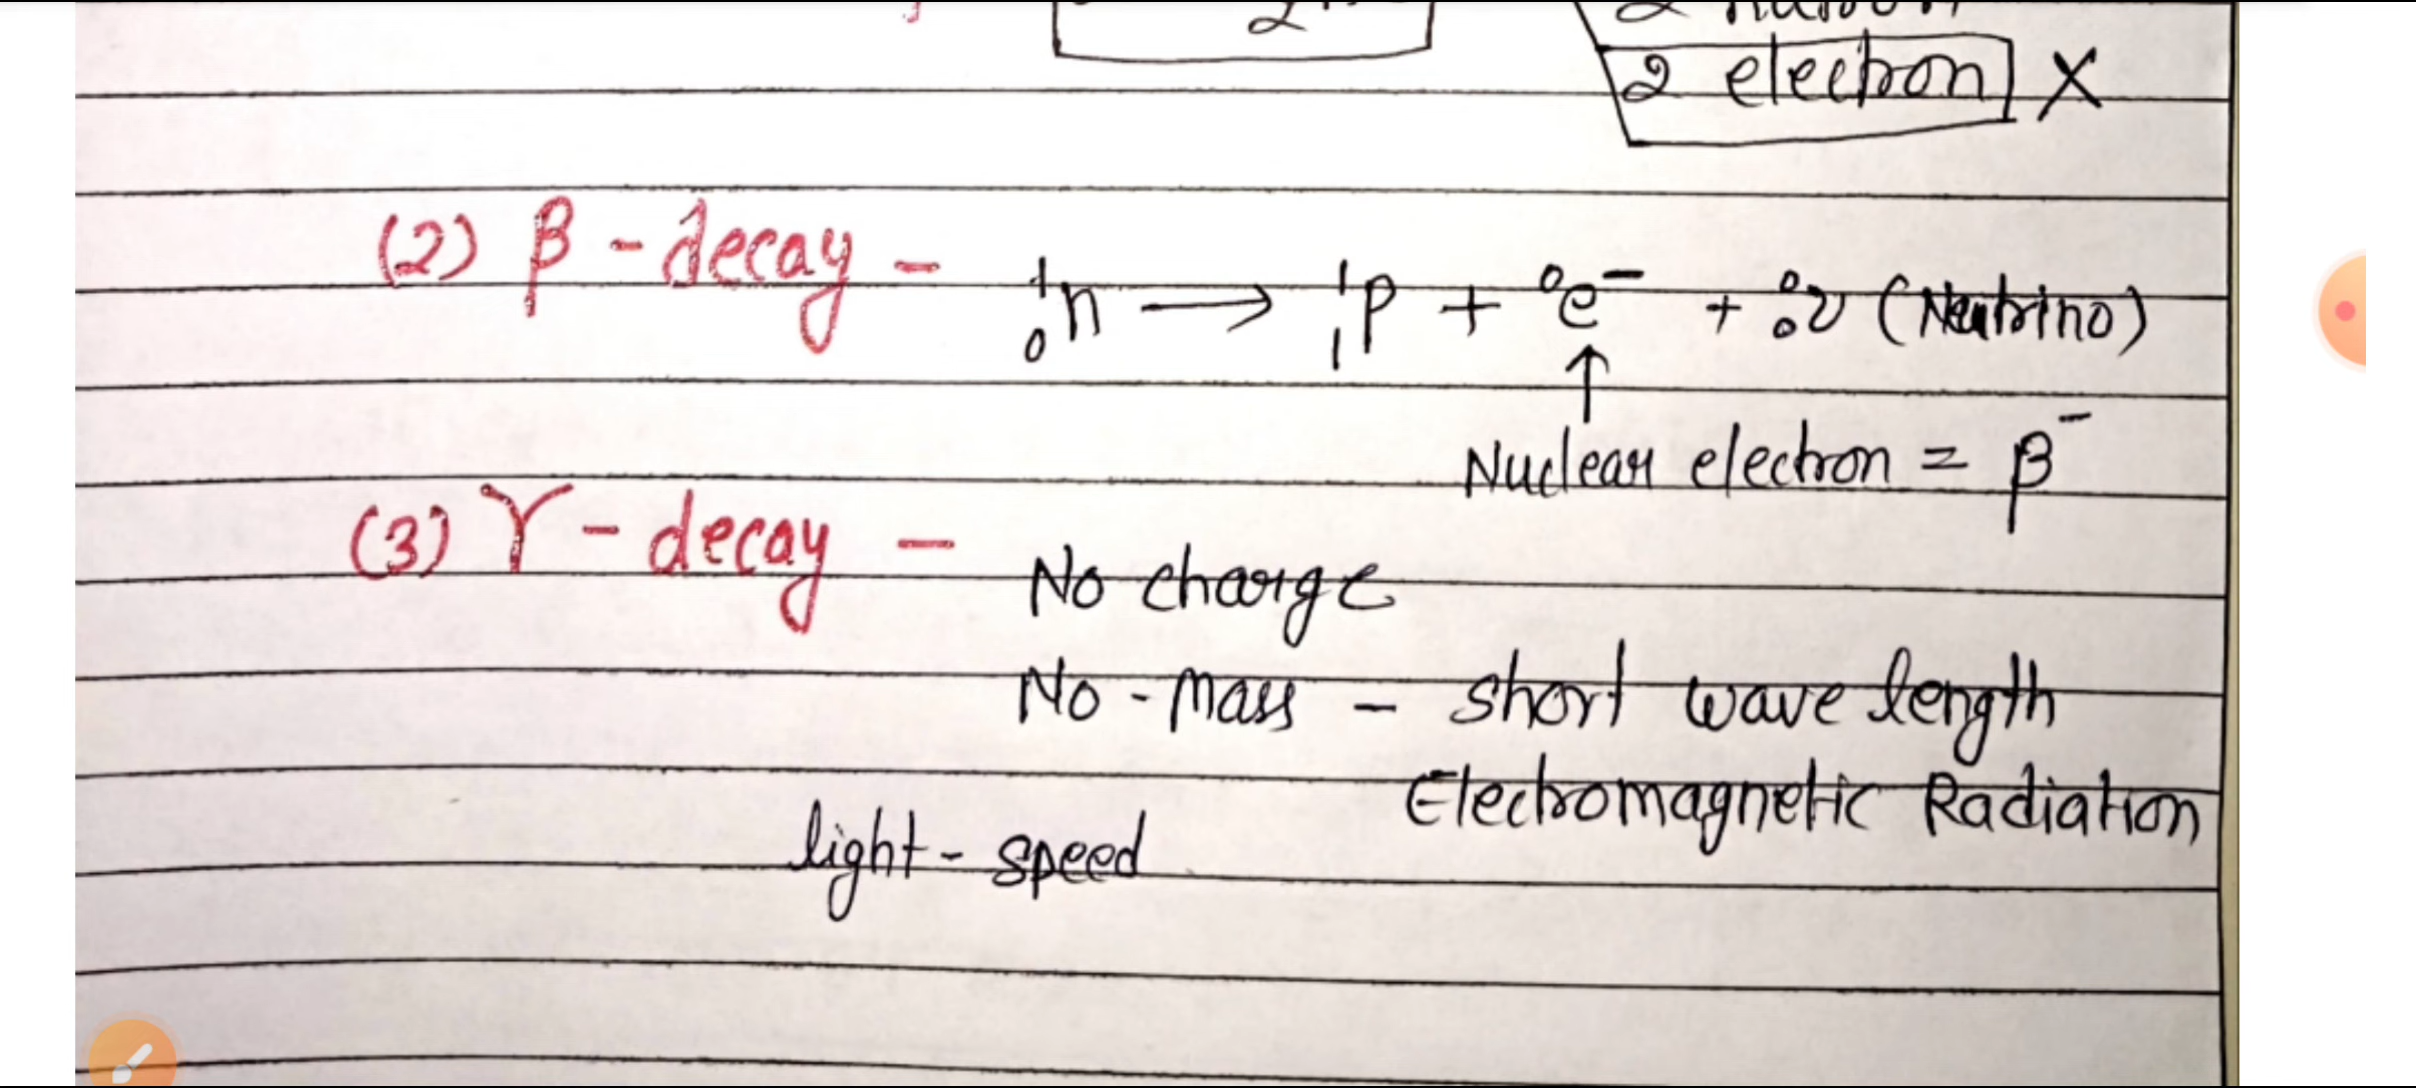 2
2 electron X
(2) β - decay - ¹₀n → ¹₁p + ⁰e⁻ + ⁰₀ν (Neutrino)
↑
Nuclear electron = β⁻
(3) γ - decay - No charge
No - mass - short wave length
Electromagnetic Radiation
light - speed